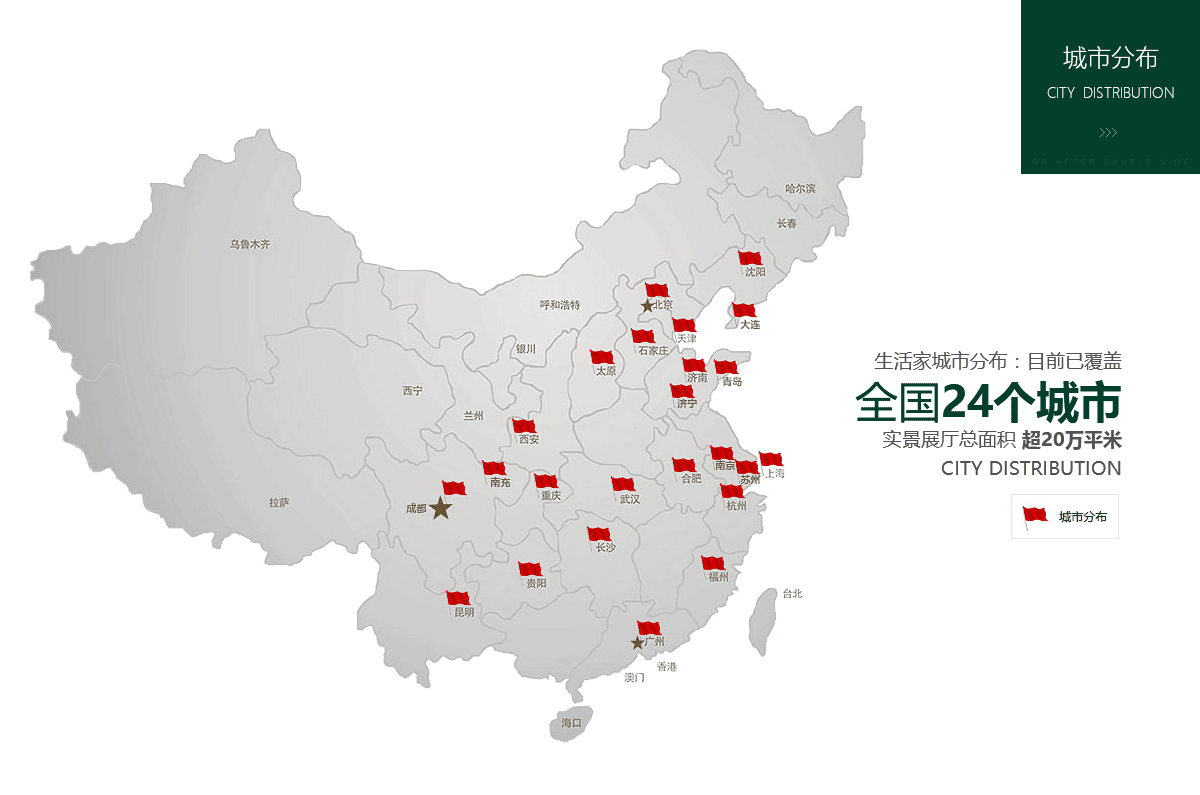 城市分布
CITY DISTRIBUTION
>>>
哈尔滨
长春
乌鲁木齐
沈阳
呼和浩特
北京
大连
天津
银川
石家庄
太原
济南
青岛
西宁
济宁
兰州
西安
南京
上海
合肥
苏州
南充
重庆
武汉
杭州
拉萨
成都
长沙
贵阳
福州
台北
昆明
广州
香港
澳门
海口
生活家城市分布：目前已覆盖
全国24个城市
实景展厅总面积 超20万平米
CITY DISTRIBUTION
城市分布